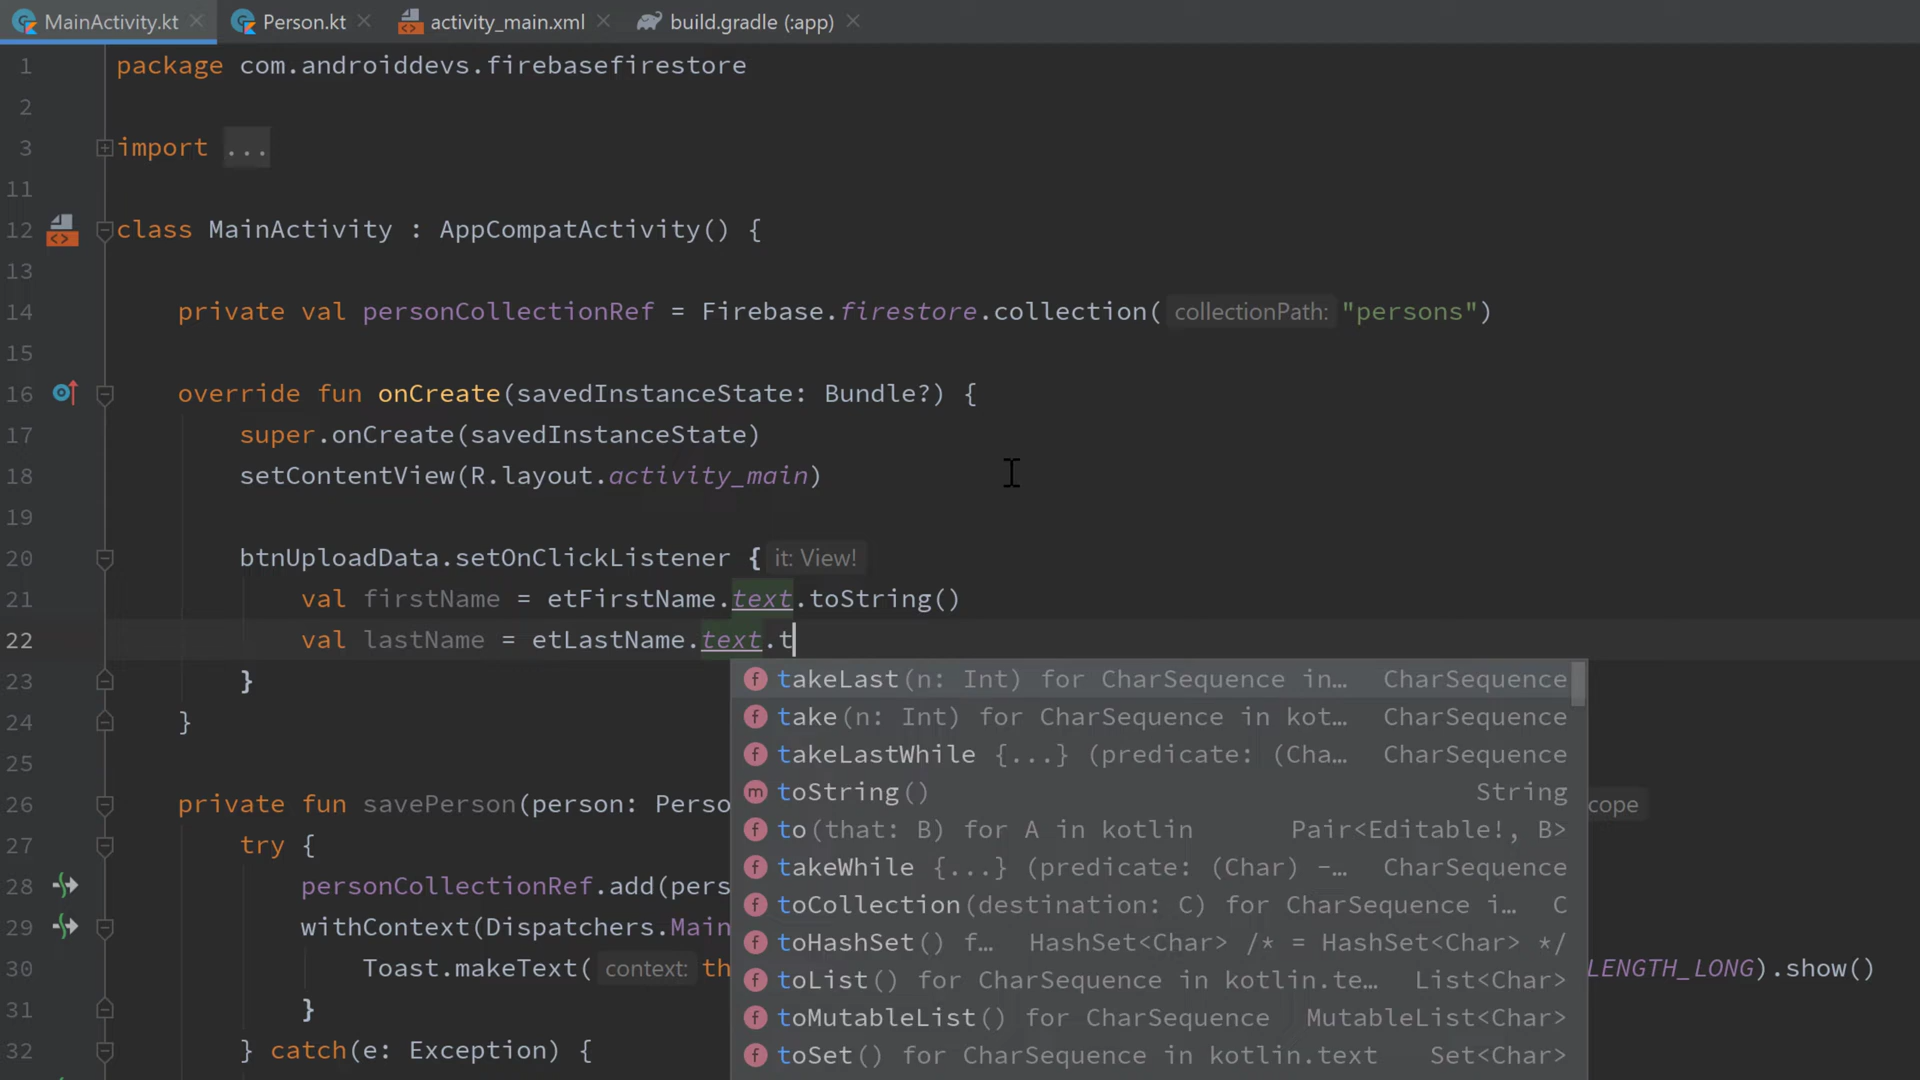 MainActivity.kt × Person.kt × activity_main.xml × build.gradle (:app) ×
1 package com.androiddevs.firebasefirestore
2
3 import ...
11
12 class MainActivity : AppCompatActivity() {
13
14 private val personCollectionRef = Firebase.firestore.collection( collectionPath: "persons")
15
16 override fun onCreate(savedInstanceState: Bundle?) {
17 super.onCreate(savedInstanceState)
18 setContentView(R.layout.activity_main)
19
20 btnUploadData.setOnClickListener { it: View!
21 val firstName = etFirstName.text.toString()
22 val lastName = etLastName.text.t
23 }
24 }
25
26 private fun savePerson(person: Perso cope
27 try {
28 personCollectionRef.add(pers
29 withContext(Dispatchers.Main
30 Toast.makeText( context: th LENGTH_LONG).show()
31 }
32 } catch(e: Exception) {
takeLast(n: Int) for CharSequence in… CharSequence
take(n: Int) for CharSequence in kot… CharSequence
takeLastWhile {...} (predicate: (Cha… CharSequence
toString() String
to(that: B) for A in kotlin Pair<Editable!, B>
takeWhile {...} (predicate: (Char) –… CharSequence
toCollection(destination: C) for CharSequence i… C
toHashSet() f… HashSet<Char> /* = HashSet<Char> */
toList() for CharSequence in kotlin.te… List<Char>
toMutableList() for CharSequence MutableList<Char>
toSet() for CharSequence in kotlin.text Set<Char>